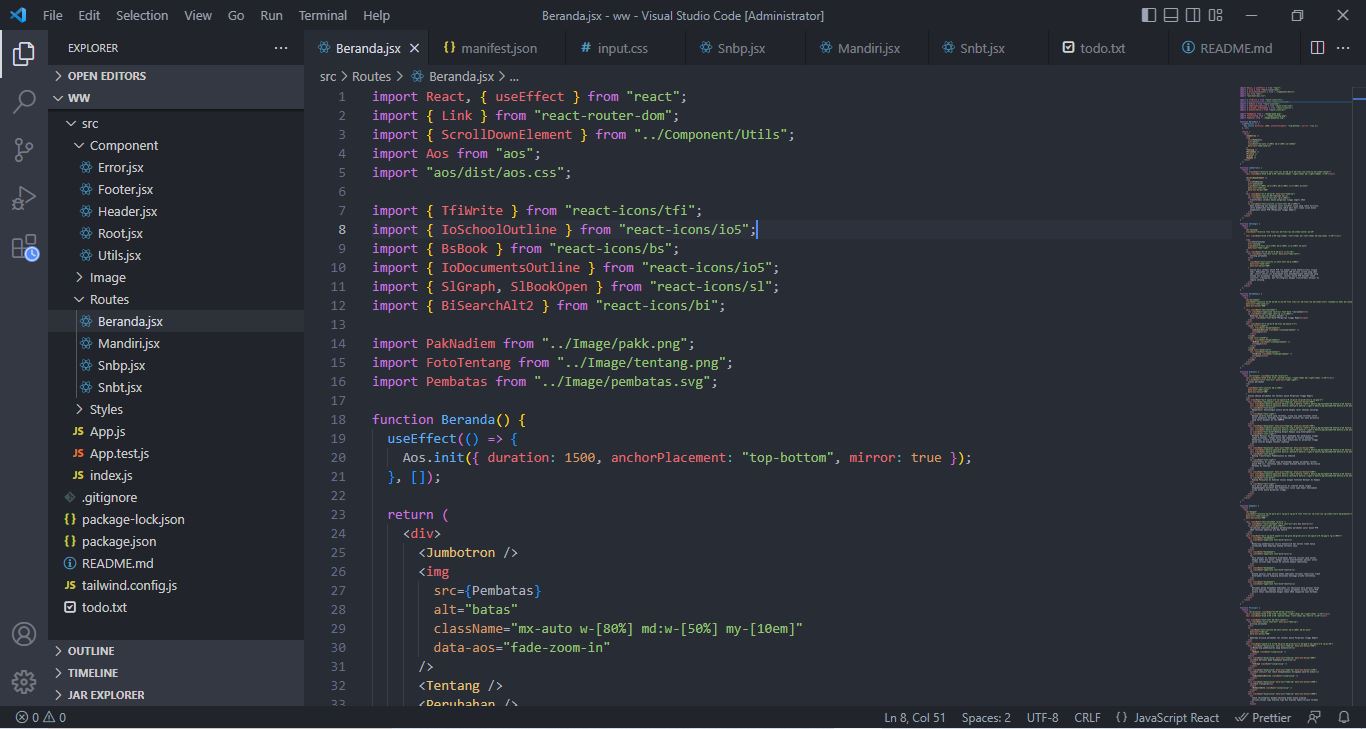 File Edit Selection View Go Run Terminal Help Beranda.jsx - ww - Visual Studio Code [Administrator]
EXPLORER
OPEN EDITORS
WW
src
Component
Error.jsx
Footer.jsx
Header.jsx
Root.jsx
Utils.jsx
Image
Routes
Beranda.jsx
Mandiri.jsx
Snbp.jsx
Snbt.jsx
Styles
JS App.js
JS App.test.js
JS index.js
.gitignore
{} package-lock.json
{} package.json
README.md
JS tailwind.config.js
todo.txt
OUTLINE
TIMELINE
JAR EXPLORER
Beranda.jsx {} manifest.json # input.css Snbp.jsx Mandiri.jsx Snbt.jsx todo.txt README.md
src > Routes > Beranda.jsx > ...
1 import React, { useEffect } from "react";
2 import { Link } from "react-router-dom";
3 import { ScrollDownElement } from "../Component/Utils";
4 import Aos from "aos";
5 import "aos/dist/aos.css";
6
7 import { TfiWrite } from "react-icons/tfi";
8 import { IoSchoolOutline } from "react-icons/io5";
9 import { BsBook } from "react-icons/bs";
10 import { IoDocumentsOutline } from "react-icons/io5";
11 import { SlGraph, SlBookOpen } from "react-icons/sl";
12 import { BiSearchAlt2 } from "react-icons/bi";
13
14 import PakNadiem from "../Image/pakk.png";
15 import FotoTentang from "../Image/tentang.png";
16 import Pembatas from "../Image/pembatas.svg";
17
18 function Beranda() {
19 useEffect(() => {
20 Aos.init({ duration: 1500, anchorPlacement: "top-bottom", mirror: true });
21 }, []);
22
23 return (
24 <div>
25 <Jumbotron />
26 <img
27 src={Pembatas}
28 alt="batas"
29 className="mx-auto w-[80%] md:w-[50%] my-[10em]"
30 data-aos="fade-zoom-in"
31 />
32 <Tentang />
33 <Perubahan />
0 0 Ln 8, Col 51 Spaces: 2 UTF-8 CRLF {} JavaScript React Prettier